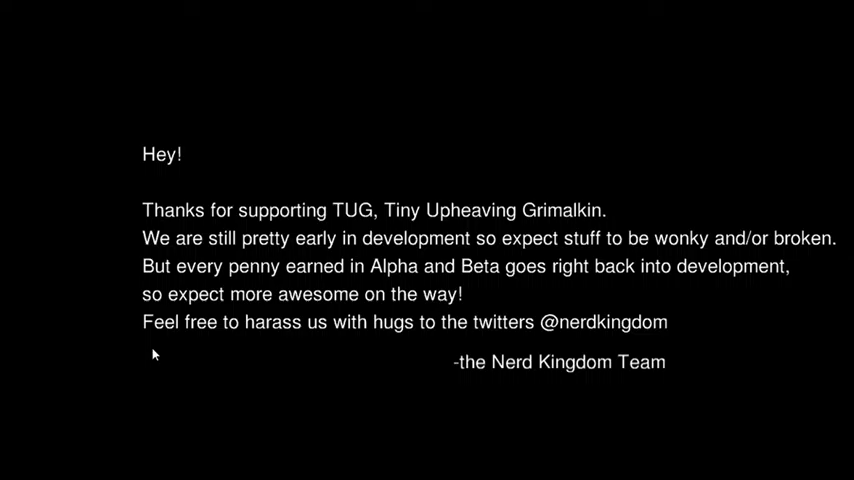 Hey!
Thanks for supporting TUG, Tiny Upheaving Grimalkin.
We are still pretty early in development so expect stuff to be wonky and/or broken.
But every penny earned in Alpha and Beta goes right back into development,
so expect more awesome on the way!
Feel free to harass us with hugs to the twitters @nerdkingdom
-the Nerd Kingdom Team